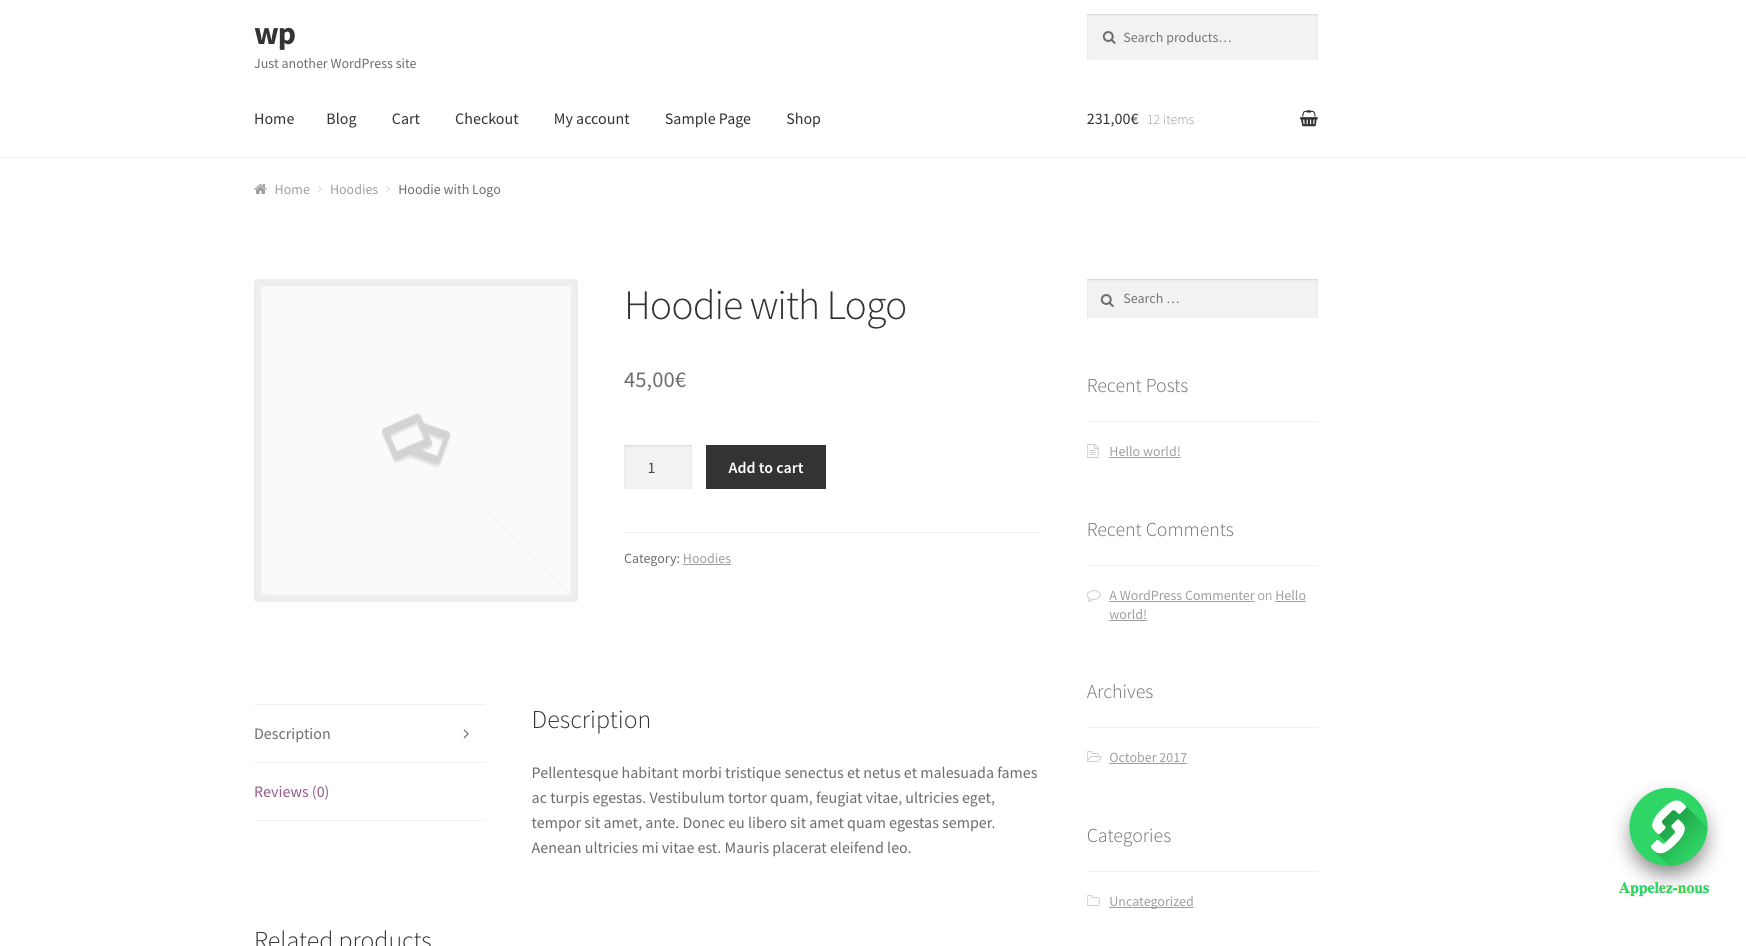 wp
Just another WordPress site
Search products…
Home
Blog
Cart
Checkout
My account
Sample Page
Shop
231,00€ 12 items
Home
Hoodies
Hoodie with Logo
Hoodie with Logo
45,00€
1
Add to cart
Category: Hoodies
Description
Reviews (0)
Description
Pellentesque habitant morbi tristique senectus et netus et malesuada fames
ac turpis egestas. Vestibulum tortor quam, feugiat vitae, ultricies eget,
tempor sit amet, ante. Donec eu libero sit amet quam egestas semper.
Aenean ultricies mi vitae est. Mauris placerat eleifend leo.
Related products
Search …
Recent Posts
Hello world!
Recent Comments
A WordPress Commenter on Hello
world!
Archives
October 2017
Categories
Uncategorized
Appelez-nous